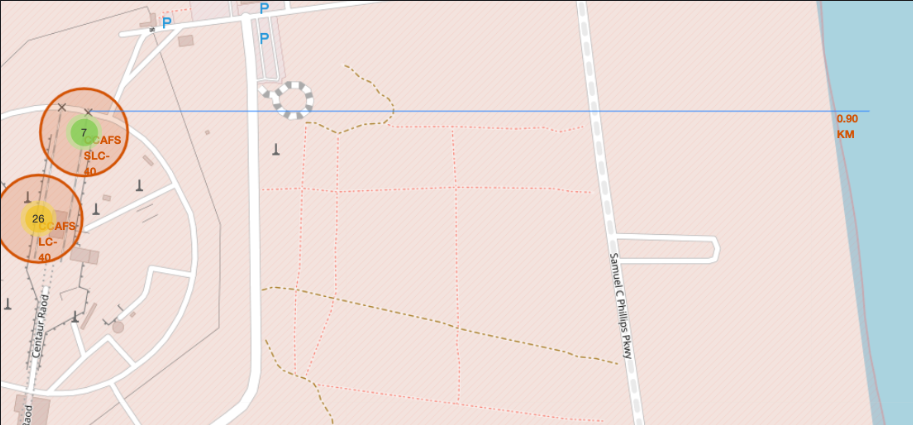 P
P
P
0.90
KM
7
CCAFS
SLC-
40
26
CCAFS-
LC-
40
Samuel C Phillips Pkwy
Centaur Raod
Raod